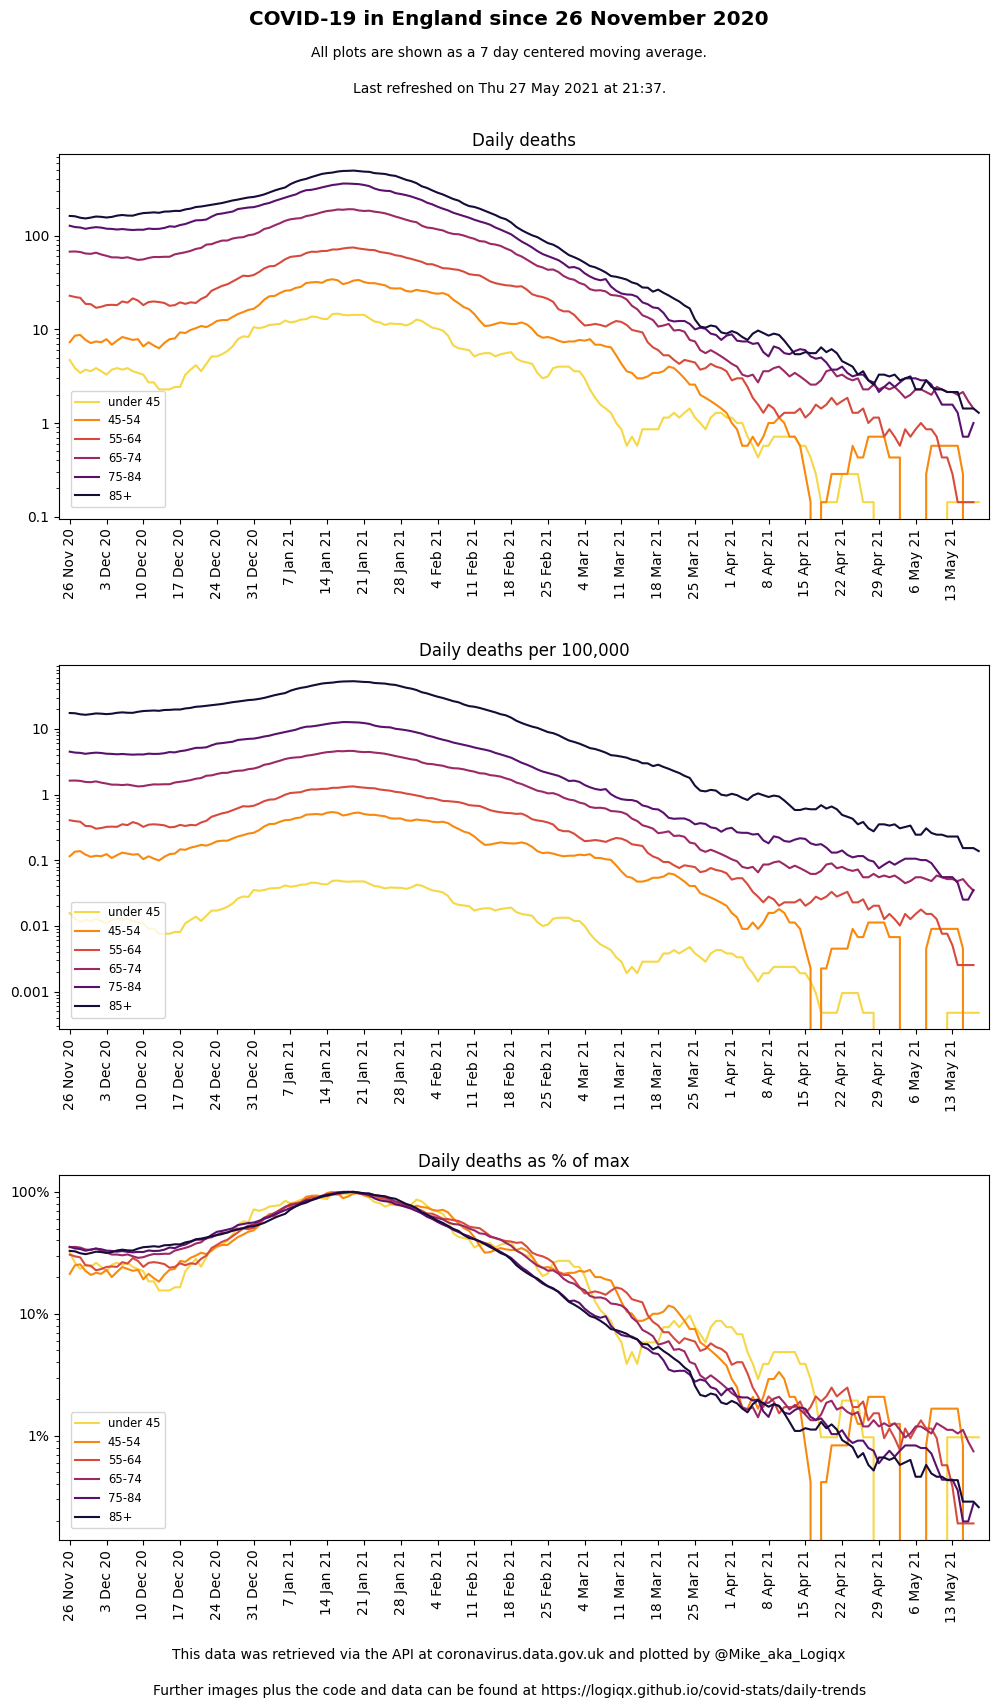 COVID-19 in England since 26 November 2020
All plots are shown as a 7 day centered moving average.
Last refreshed on Thu 27 May 2021 at 21:37.
Daily deaths
100
10
1
0.1
under 45
45-54
55-64
65-74
75-84
85+
26 Nov 20
3 Dec 20
10 Dec 20
17 Dec 20
24 Dec 20
31 Dec 20
7 Jan 21
14 Jan 21
21 Jan 21
28 Jan 21
4 Feb 21
11 Feb 21
18 Feb 21
25 Feb 21
4 Mar 21
11 Mar 21
18 Mar 21
25 Mar 21
1 Apr 21
8 Apr 21
15 Apr 21
22 Apr 21
29 Apr 21
6 May 21
13 May 21
Daily deaths per 100,000
10
1
0.1
0.01
0.001
under 45
45-54
55-64
65-74
75-84
85+
26 Nov 20
3 Dec 20
10 Dec 20
17 Dec 20
24 Dec 20
31 Dec 20
7 Jan 21
14 Jan 21
21 Jan 21
28 Jan 21
4 Feb 21
11 Feb 21
18 Feb 21
25 Feb 21
4 Mar 21
11 Mar 21
18 Mar 21
25 Mar 21
1 Apr 21
8 Apr 21
15 Apr 21
22 Apr 21
29 Apr 21
6 May 21
13 May 21
Daily deaths as % of max
100%
10%
1%
under 45
45-54
55-64
65-74
75-84
85+
26 Nov 20
3 Dec 20
10 Dec 20
17 Dec 20
24 Dec 20
31 Dec 20
7 Jan 21
14 Jan 21
21 Jan 21
28 Jan 21
4 Feb 21
11 Feb 21
18 Feb 21
25 Feb 21
4 Mar 21
11 Mar 21
18 Mar 21
25 Mar 21
1 Apr 21
8 Apr 21
15 Apr 21
22 Apr 21
29 Apr 21
6 May 21
13 May 21
This data was retrieved via the API at coronavirus.data.gov.uk and plotted by @Mike_aka_Logiqx
Further images plus the code and data can be found at https://logiqx.github.io/covid-stats/daily-trends